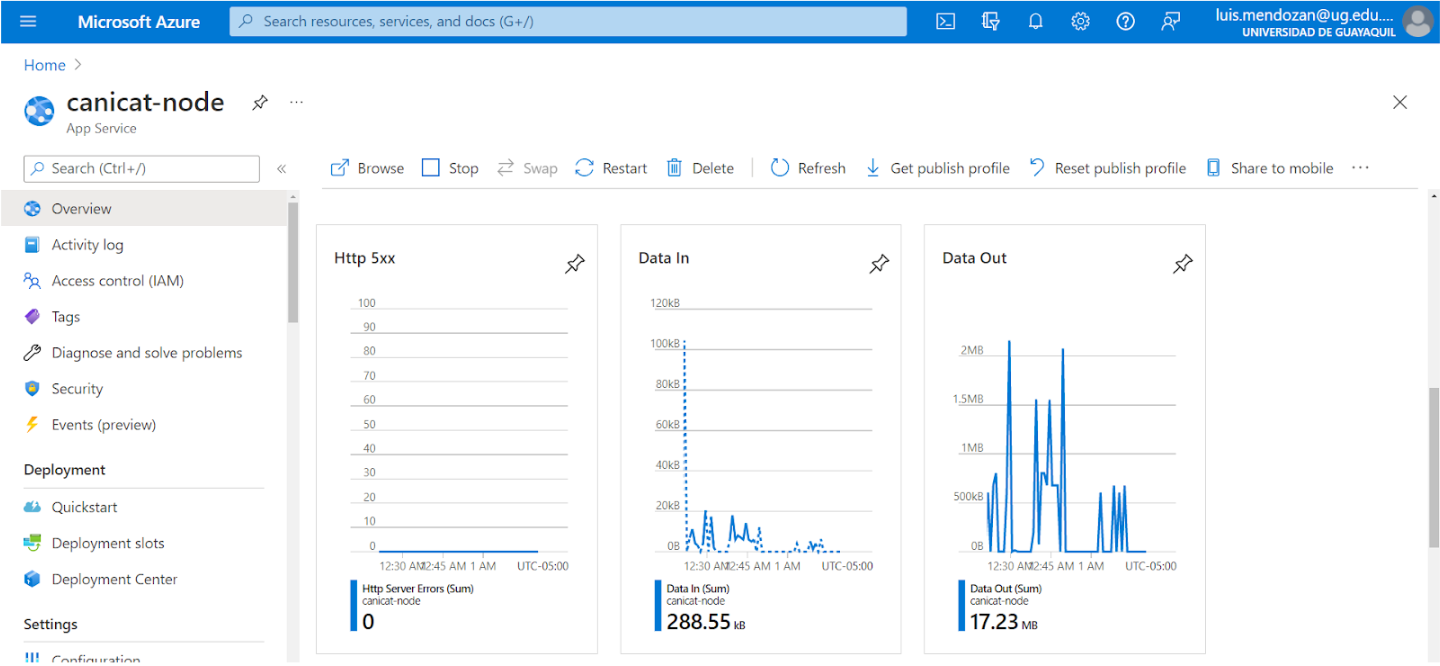 Microsoft Azure
Search resources, services, and docs (G+/)
luis.mendozan@ug.edu....
UNIVERSIDAD DE GUAYAQUIL
Home
canicat-node
...
App Service
Search (Ctrl+/)
«
Browse
Stop
Swap
Restart
Delete
Refresh
Get publish profile
Reset publish profile
Share to mobile
...
Overview
Activity log
Access control (IAM)
Tags
Diagnose and solve problems
Security
Events (preview)
Deployment
Quickstart
Deployment slots
Deployment Center
Settings
Configuration
Http 5xx
100
90
80
70
60
50
40
30
20
10
0
12:30 AM 12:45 AM 1 AM UTC-05:00
Http Server Errors (Sum)
canicat-node
0
Data In
120kB
100kB
80kB
60kB
40kB
20kB
0B
12:30 AM 12:45 AM 1 AM UTC-05:00
Data In (Sum)
canicat-node
288.55 kB
Data Out
2MB
1.5MB
1MB
500kB
0B
12:30 AM 12:45 AM 1 AM UTC-05:00
Data Out (Sum)
canicat-node
17.23 MB